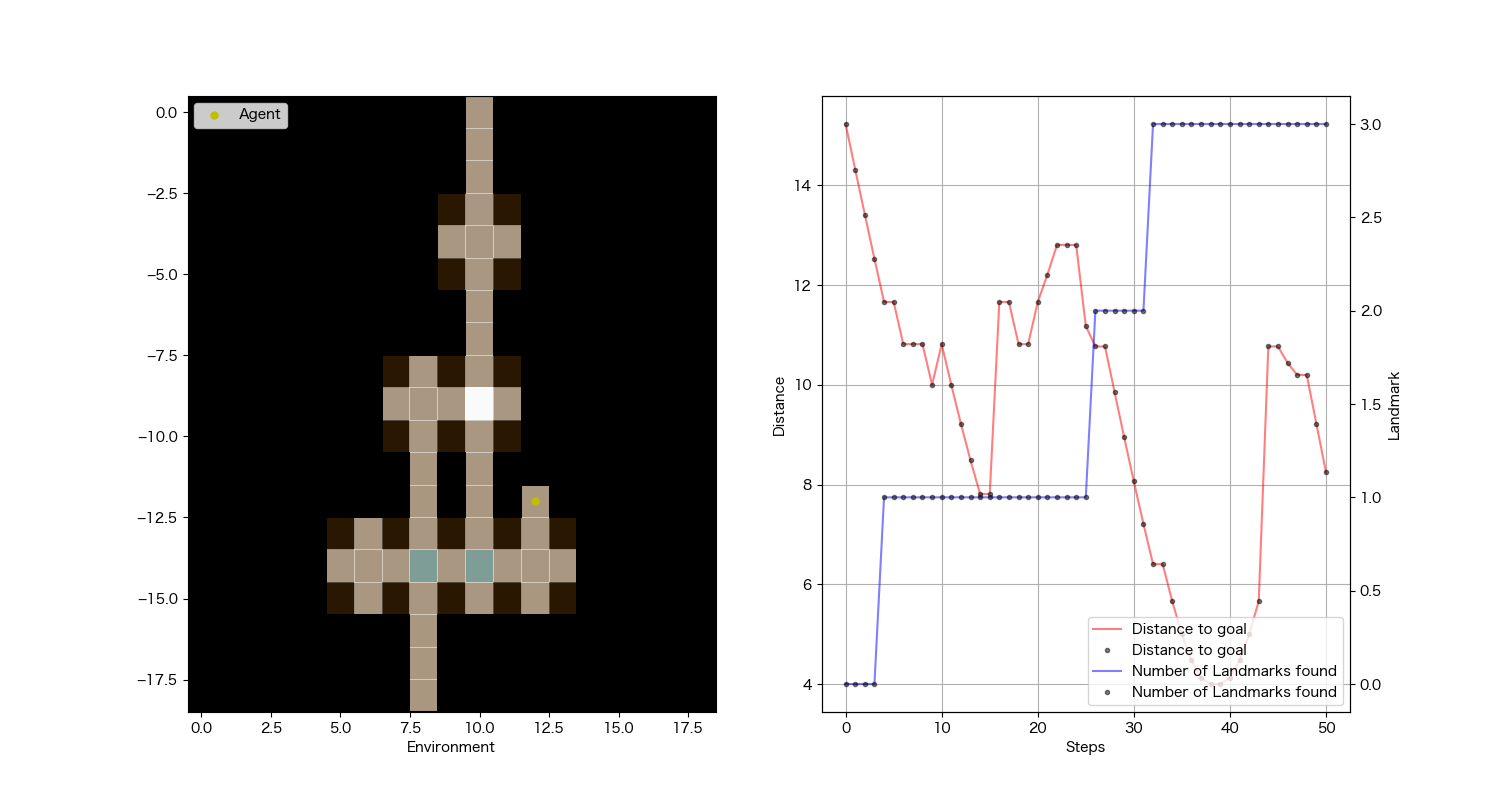 Agent
0.0
−2.5
−5.0
−7.5
−10.0
−12.5
−15.0
−17.5
0.0 2.5 5.0 7.5 10.0 12.5 15.0 17.5
Environment
Distance
14
12
10
8
6
4
0 10 20 30 40 50
Steps
3.0
2.5
2.0
1.5
1.0
0.5
0.0
Landmark
Distance to goal
Distance to goal
Number of Landmarks found
Number of Landmarks found